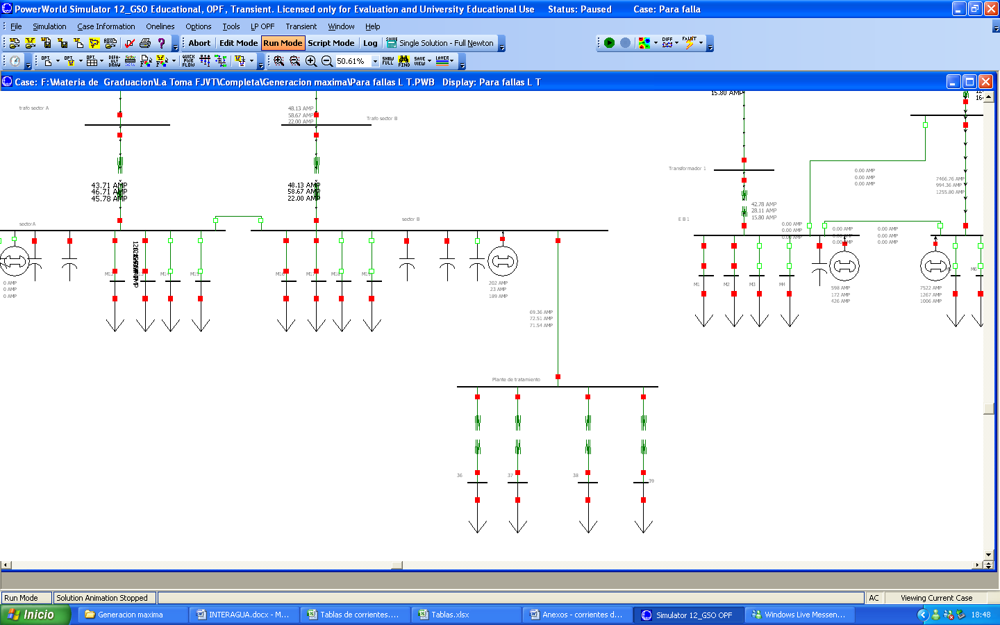 PowerWorld Simulator 12_GSO Educational, OPF, Transient. Licensed only for Evaluation and University Educational Use Status: Paused Case: Para falla
File Simulation Case Information Onelines Options Tools LP OPF Transient Window Help
Abort Edit Mode Run Mode Script Mode Log Single Solution - Full Newton
50.61%
Case: F:\Materia de Graduacion\La Toma FJVT\Completa\Generacion maxima\Para fallas L T.PWB Display: Para fallas L T
15.80 AMP
trafo sector A
48.13 AMP
58.67 AMP
22.00 AMP
Trafo sector B
Transformador 1
0.00 AMP
0.00 AMP
0.00 AMP
7466.76 AMP
994.36 AMP
1255.80 AMP
43.71 AMP
46.71 AMP
45.78 AMP
48.13 AMP
58.67 AMP
22.00 AMP
42.78 AMP
28.11 AMP
15.80 AMP
sectorA
sector B
E B 1
0.00 AMP
0.00 AMP
0.00 AMP
0.00 AMP
0.00 AMP
0.00 AMP
0.00 AMP
0.00 AMP
0.00 AMP
M14
M16
M17
M18
M1
M2
M3
M4
M6
0 AMP
0 AMP
0 AMP
202 AMP
23 AMP
189 AMP
598 AMP
172 AMP
426 AMP
7522 AMP
1267 AMP
1006 AMP
69.36 AMP
72.51 AMP
71.54 AMP
Plante de tratamiento
36
37
38
39
Run Mode Solution Animation Stopped AC Viewing Current Case
Inicio Generacion maxima INTERAGUA.docx - M... Tablas de corrientes.... Tablas.xlsx Anexos - corrientes d... Simulator 12_GSO OPF Windows Live Messen... 18:48